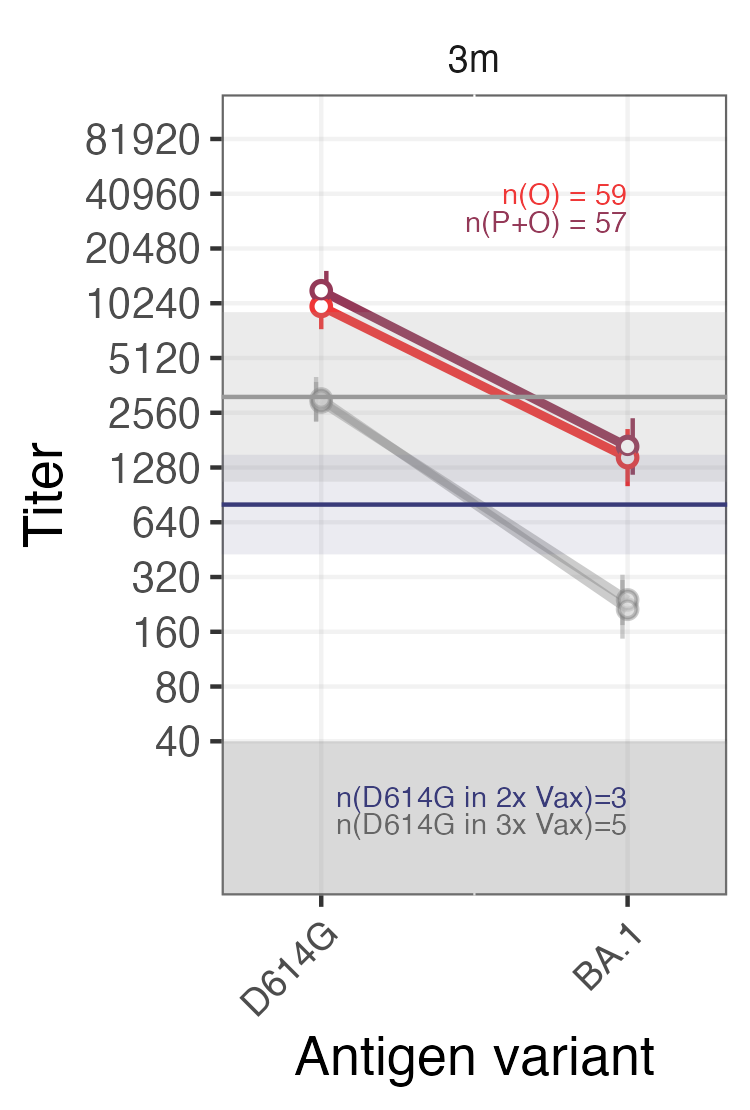 3m
81920
40960
20480
10240
5120
2560
1280
640
320
160
80
40
Titer
n(O) = 59
n(P+O) = 57
n(D614G in 2x Vax)=3
n(D614G in 3x Vax)=5
D614G
BA.1
Antigen variant